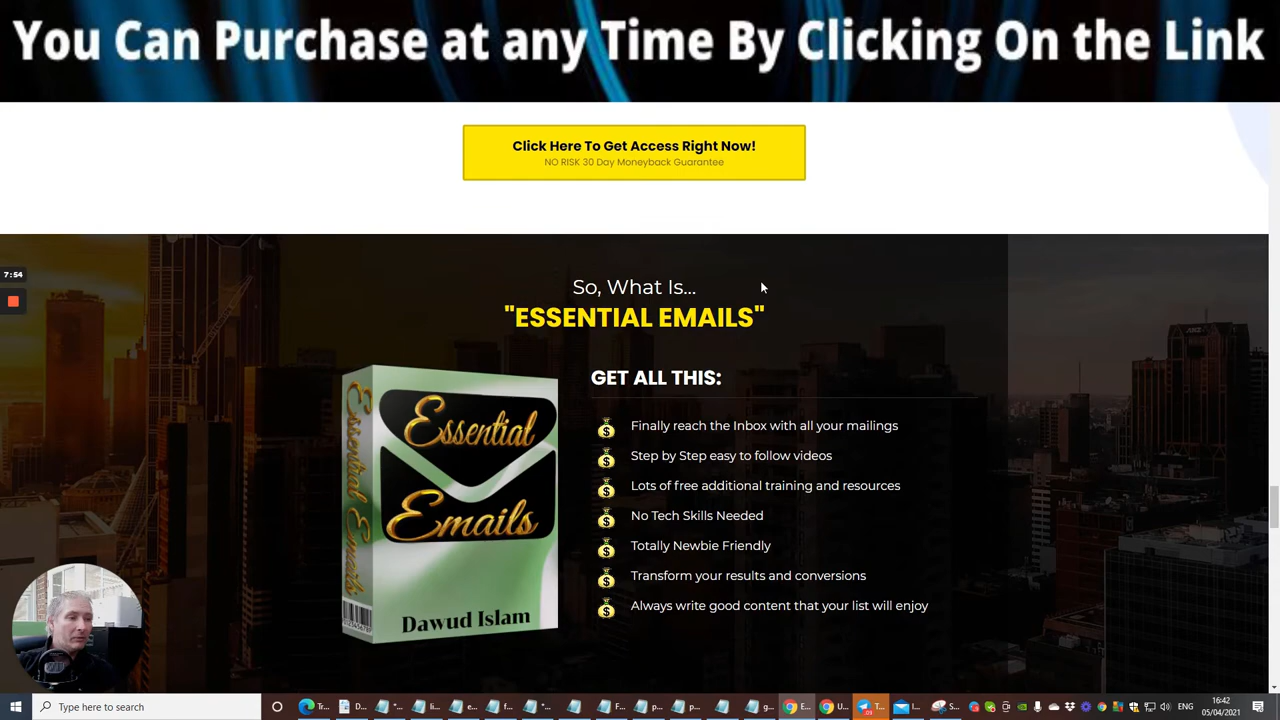 You Can Purchase at any Time By Clicking On the Link
Click Here To Get Access Right Now!
NO RISK 30 Day Moneyback Guarantee
7:54
So, What Is...
"ESSENTIAL EMAILS"
GET ALL THIS:
Finally reach the Inbox with all your mailings
Step by Step easy to follow videos
Lots of free additional training and resources
No Tech Skills Needed
Totally Newbie Friendly
Transform your results and conversions
Always write good content that your list will enjoy
Essential Emails
Essential
Emails
Dawud Islam
Type here to search
Tr...
D...
*...
li...
e...
f...
*...
F...
p...
p...
g...
E...
U...
T...
I...
S...
ENG
16:42
05/04/2021